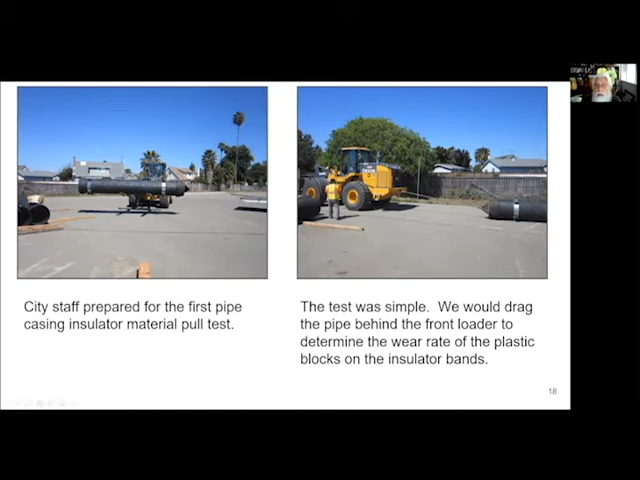 City staff prepared for the first pipe
casing insulator material pull test.
The test was simple. We would drag
the pipe behind the front loader to
determine the wear rate of the plastic
blocks on the insulator bands.
18